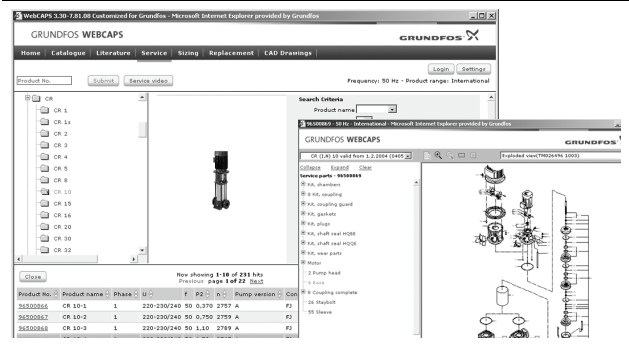 WebCAPS 3.30-7.81.08 Customized for Grundfos - Microsoft Internet Explorer provided by Grundfos
GRUNDFOS WEBCAPS
GRUNDFOS
Home Catalogue Literature Service Sizing Replacement CAD Drawings
Login Settings
Product No. Submit Service video
Frequency: 50 Hz - Product range: International
CR
CR 1
CR 1s
CR 2
CR 3
CR 4
CR 5
CR 8
CR 10
CR 15
CR 16
CR 20
CR 30
CR 32
Search Criteria
Product name
Close
Now showing 1-10 of 231 hits
Previous page 1 of 22 Next
Product No. Product name Phase U f P2 n Pump version Con
96500866 CR 10-1 1 220-230/240 50 0,370 2757 A FJ
96500867 CR 10-2 1 220-230/240 50 0,750 2759 A FJ
96500868 CR 10-3 1 220-230/240 50 1,10 2789 A FJ
96500869 - 50 Hz - International - Microsoft Internet Explorer provided by Grundfos
GRUNDFOS WEBCAPS
GRUNDFOS
CR (I,N) 10 valid from 1.2.2004 (0405
Exploded view(TM026494 1003)
Collapse Expand Clear
Service parts - 96500869
Kit, chambers
Kit, coupling guard
Kit, gaskets
Kit, plugs
Kit, shaft seal HQBE
Kit, shaft seal HQQE
Kit, wear parts
Motor
2 Pump head
6 base
8 Coupling complete
26 Staybolt
55 Sleeve